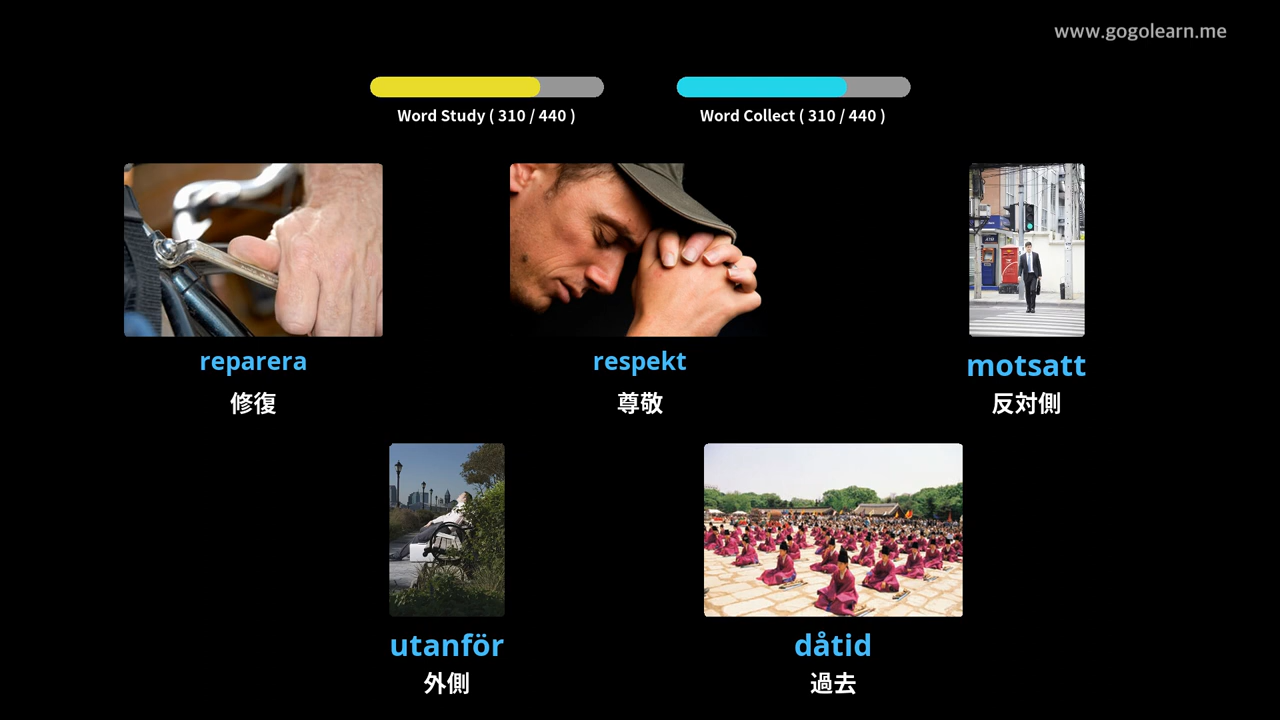 www.gogolearn.me
Word Study ( 310 / 440 )
Word Collect ( 310 / 440 )
reparera
修復
respekt
尊敬
motsatt
反対側
utanför
外側
dåtid
過去